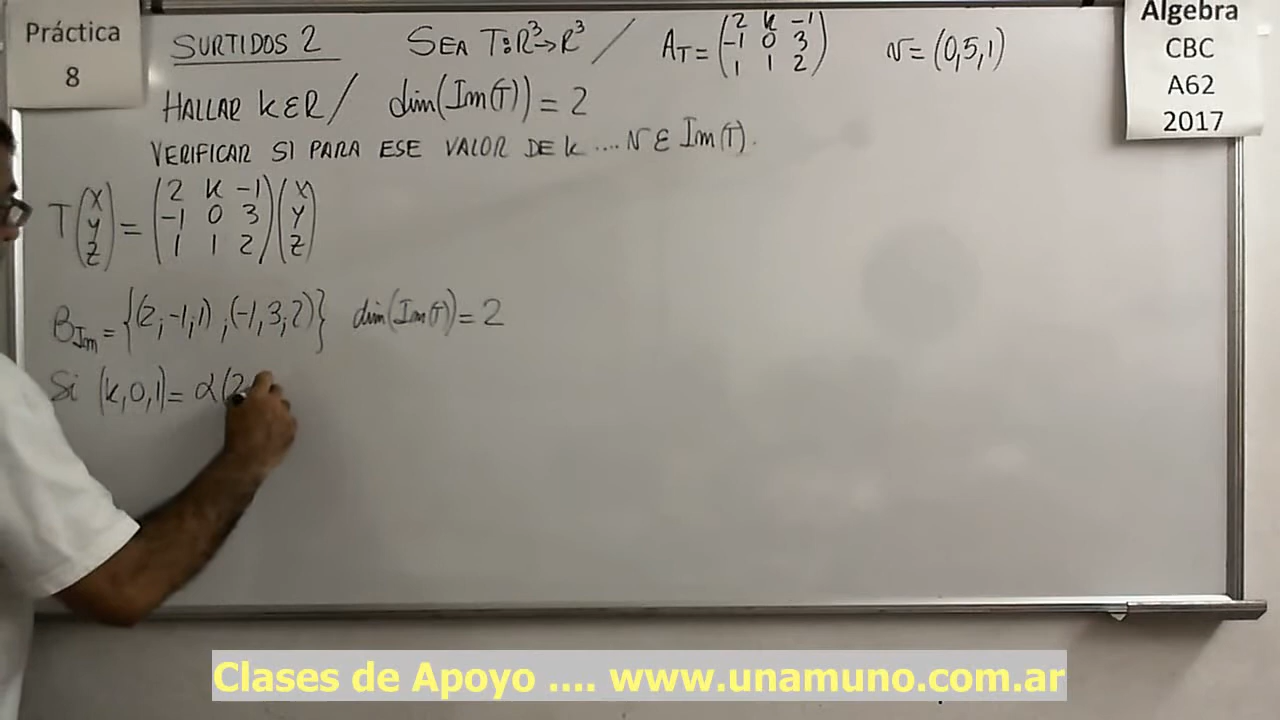 Práctica
8
SURTIDOS 2 SEA T:R³→R³ / A_T = (2 k -1
-1 0 3
1 1 2) v = (0,5,1)
Algebra
CBC
A62
2017
HALLAR k∈R / dim(Im(T)) = 2
VERIFICAR SI PARA ESE VALOR DE k .... v ∈ Im(T).
T(x
y
z) = (2 k -1
-1 0 3
1 1 2)(x
y
z)
B_Im = {(2,-1,1),(-1,3,2)} dim(Im(T)) = 2
Si (k,0,1) = α(2
Clases de Apoyo .... www.unamuno.com.ar